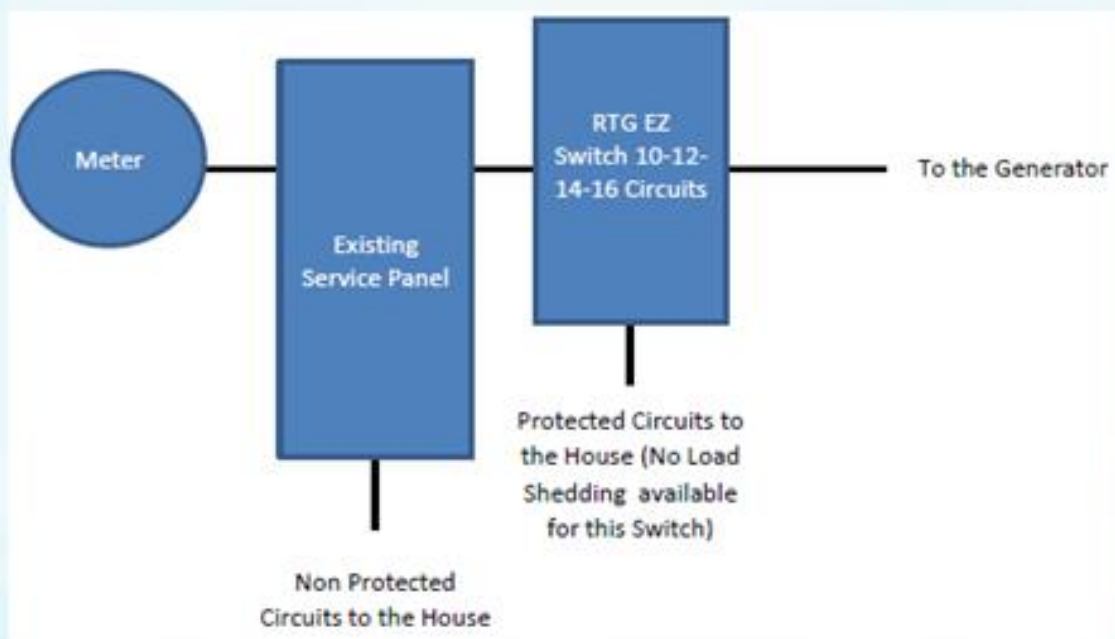 Meter
Existing
Service Panel
RTG EZ
Switch 10-12-
14-16 Circuits
To the Generator
Protected Circuits to
the House (No Load
Shedding available
for this Switch)
Non Protected
Circuits to the House